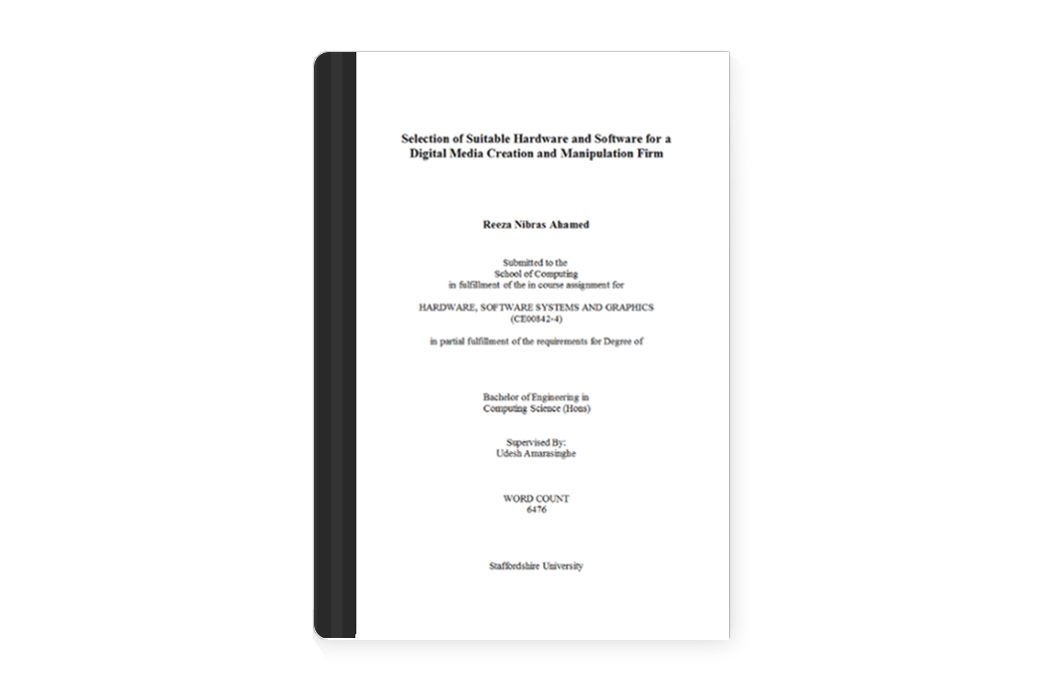 Selection of Suitable Hardware and Software for a
Digital Media Creation and Manipulation Firm
Reeza Nibras Ahamed
Submitted to the
School of Computing
in fulfillment of the in course assignment for
HARDWARE, SOFTWARE SYSTEMS AND GRAPHICS
(CE00842-4)
in partial fulfillment of the requirements for Degree of
Bachelor of Engineering in
Computing Science (Hons)
Supervised By:
Udesh Amarasinghe
WORD COUNT
6476
Staffordshire University